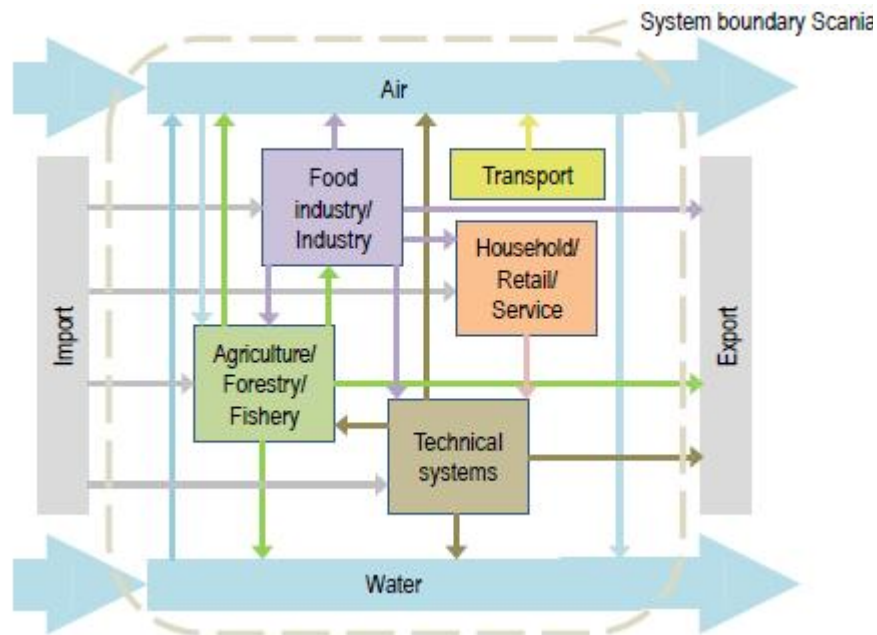 System boundary Scania
Air
Food
industry/
Industry
Transport
Household/
Retail/
Service
Import
Export
Agriculture/
Forestry/
Fishery
Technical
systems
Water